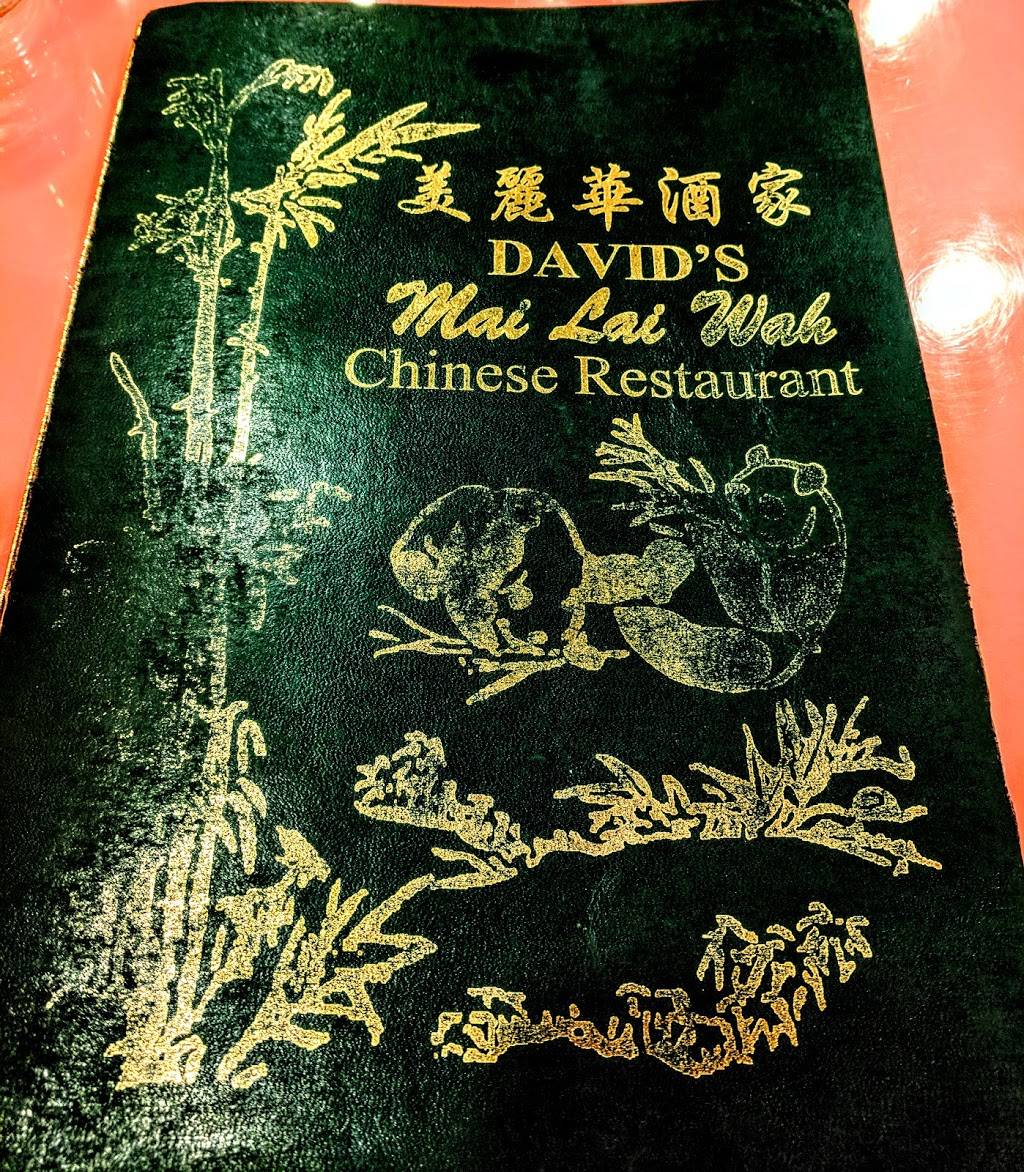 美麗華酒家
DAVID'S
Mai Lai Wah
Chinese Restaurant